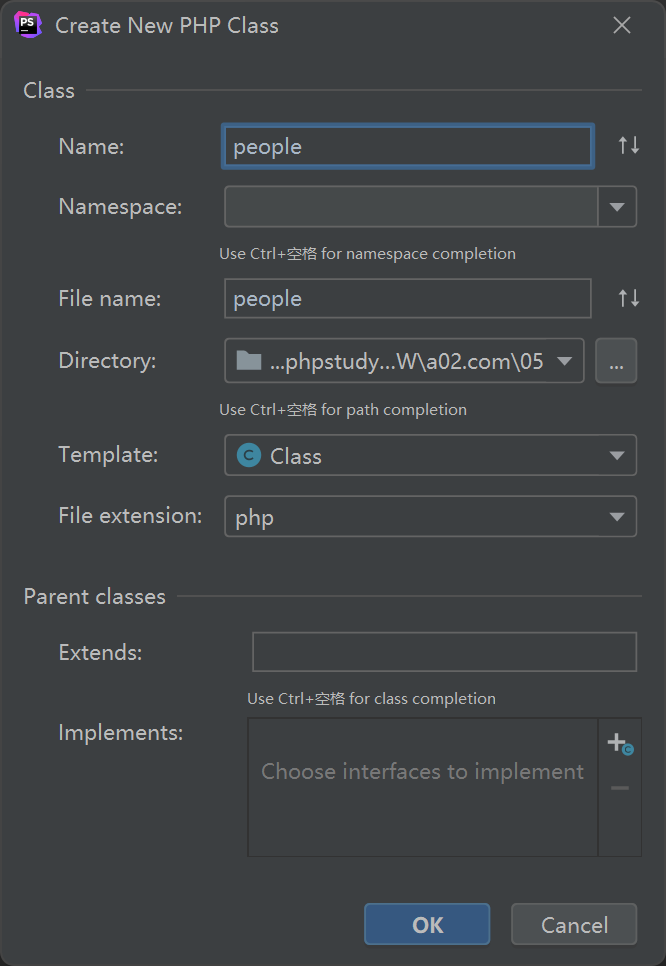 PS
Create New PHP Class
Class
Name:
people
Namespace:
Use Ctrl+空格 for namespace completion
File name:
people
Directory:
...phpstudy...W\a02.com\05
...
Use Ctrl+空格 for path completion
Template:
C
Class
File extension:
php
Parent classes
Extends:
Use Ctrl+空格 for class completion
Implements:
Choose interfaces to implement
C
OK
Cancel